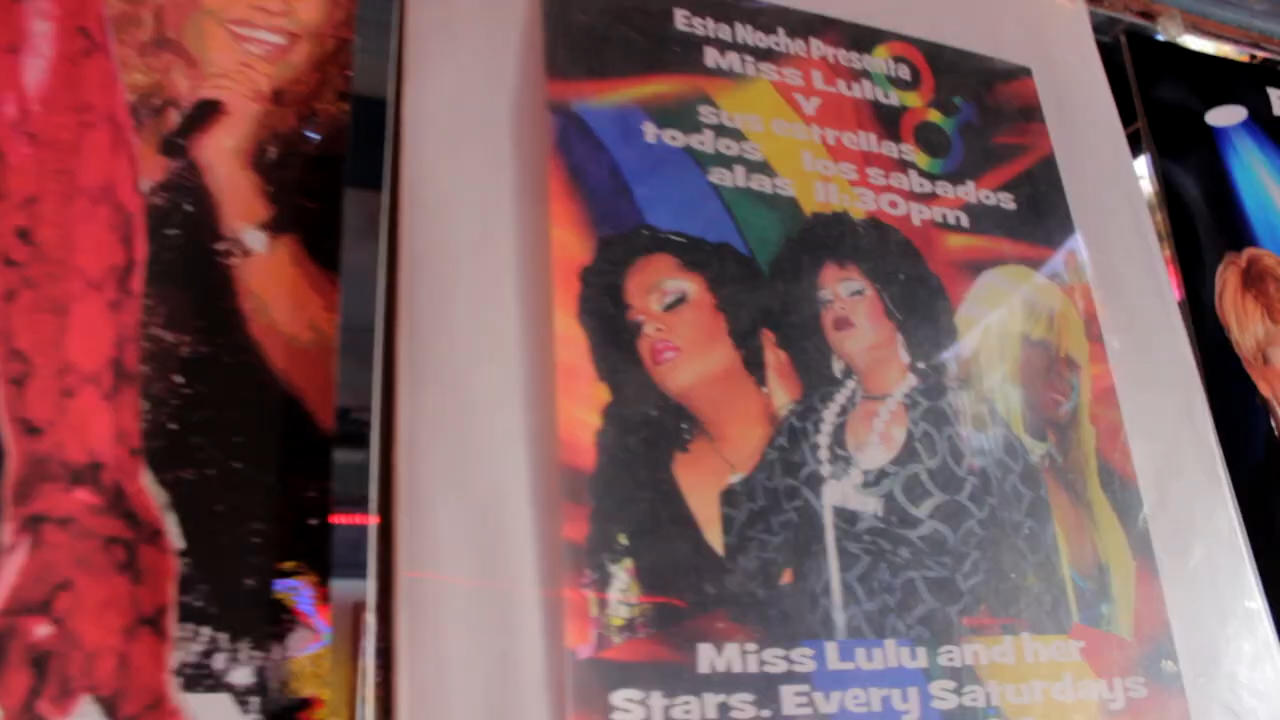 Esta Noche Presenta
Miss Lulu
Y
sus estrellas
todos los sabados
alas 11:30pm
Miss Lulu and her
Stars. Every Saturdays